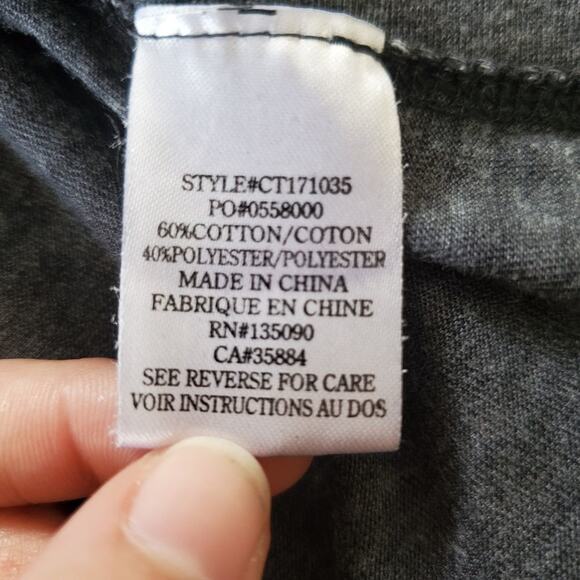 STYLE#CT171035
PO#0558000
60%COTTON/COTON
40%POLYESTER/POLYESTER
MADE IN CHINA
FABRIQUE EN CHINE
RN#135090
CA#35884
SEE REVERSE FOR CARE
VOIR INSTRUCTIONS AU DOS